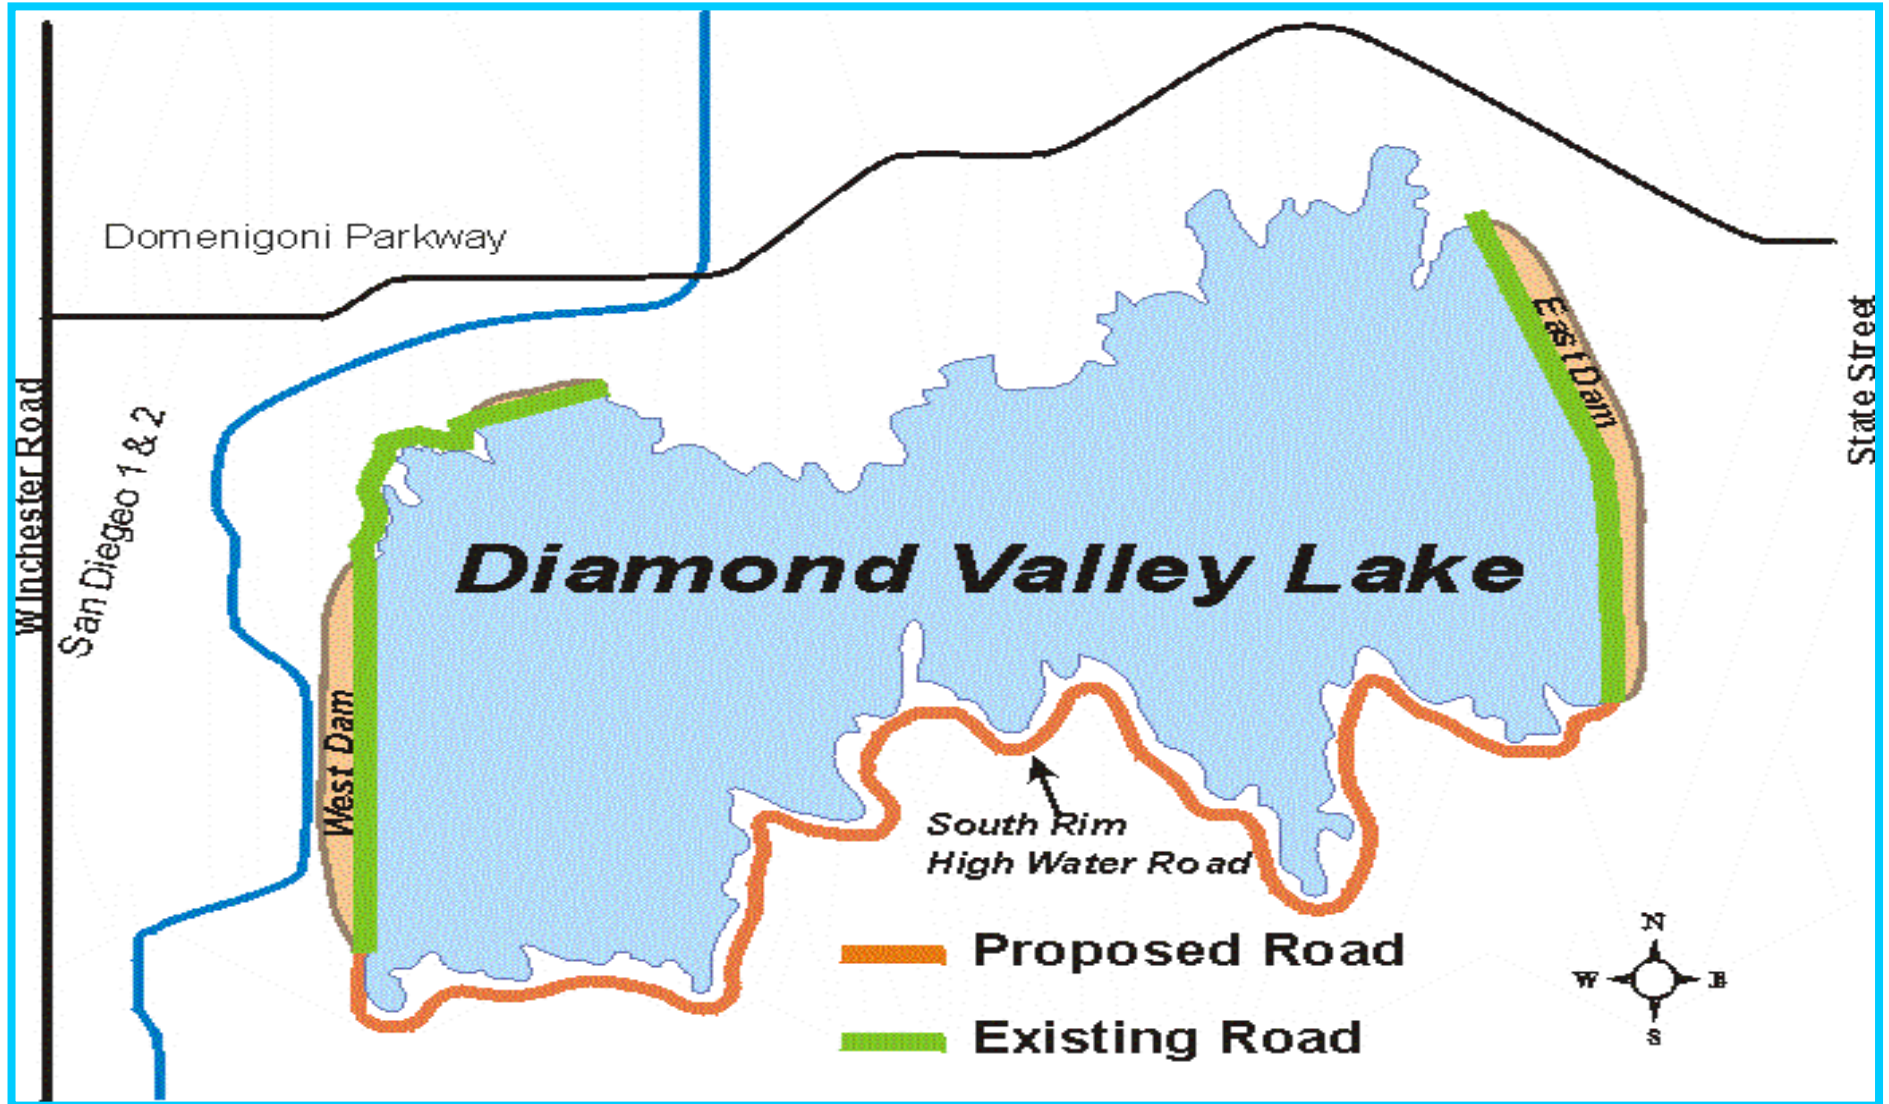 Domenigoni Parkway
Winchester Road
San Diegeo 1 & 2
East Dam
State Street
Diamond Valley Lake
West Dam
South Rim
High Water Road
Proposed Road
Existing Road
N
W E
S